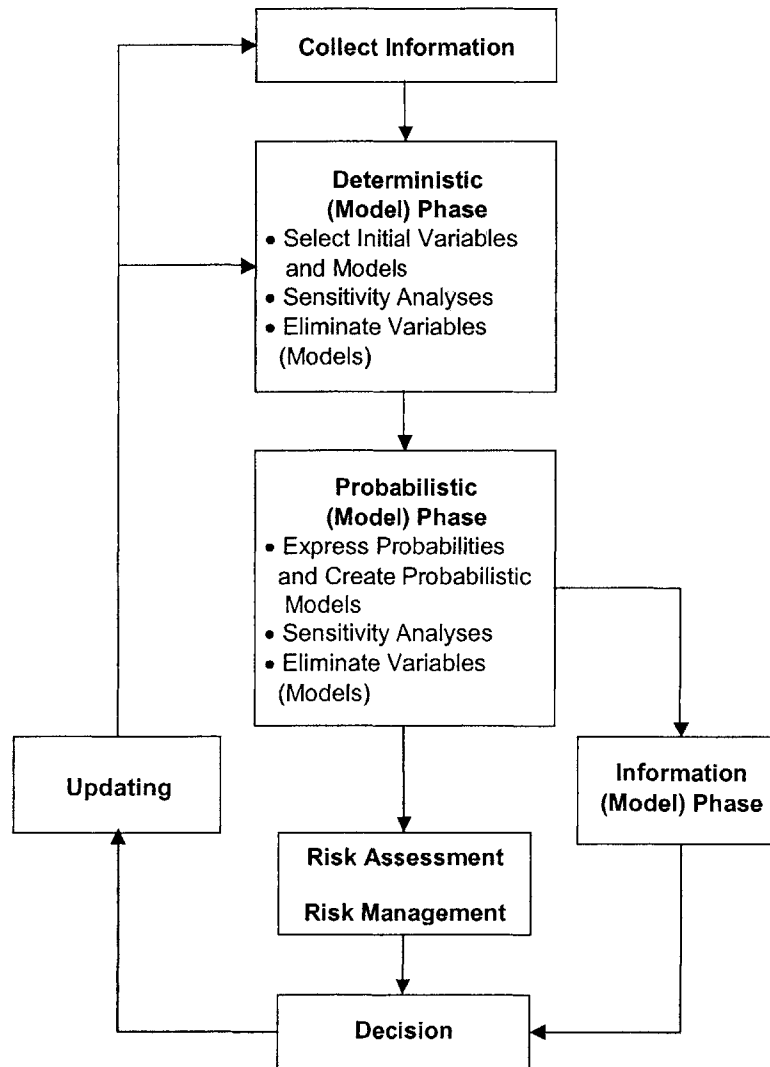 Collect Information
Deterministic
(Model) Phase
• Select Initial Variables
and Models
• Sensitivity Analyses
• Eliminate Variables
(Models)
Probabilistic
(Model) Phase
• Express Probabilities
and Create Probabilistic
Models
• Sensitivity Analyses
• Eliminate Variables
(Models)
Updating
Information
(Model) Phase
Risk Assessment
Risk Management
Decision